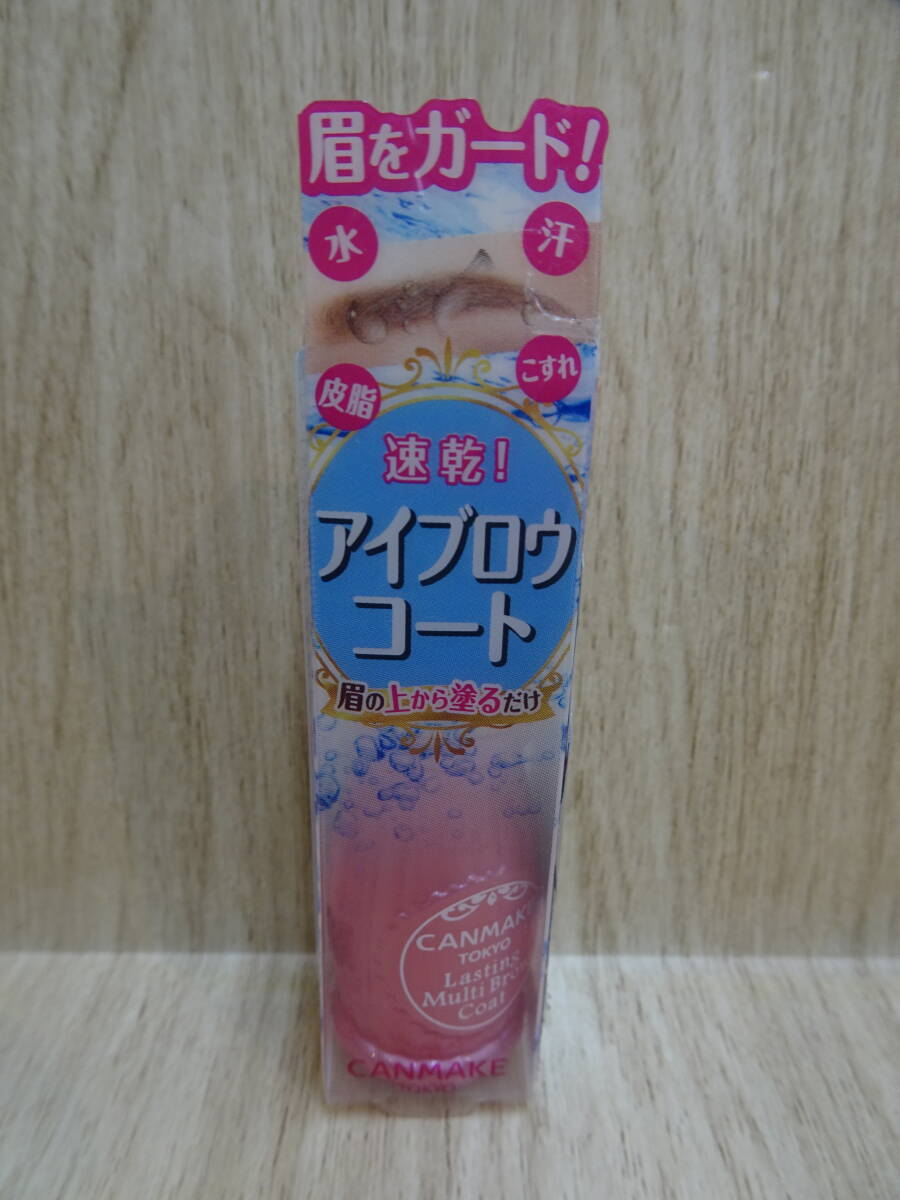 眉をガード!
水
汗
皮脂
こすれ
速乾!
アイブロウ
コート
眉の上から塗るだけ
CANMAKE
TOKYO
Lasting
Multi Brow
Coat
CANMAKE
TOKYO